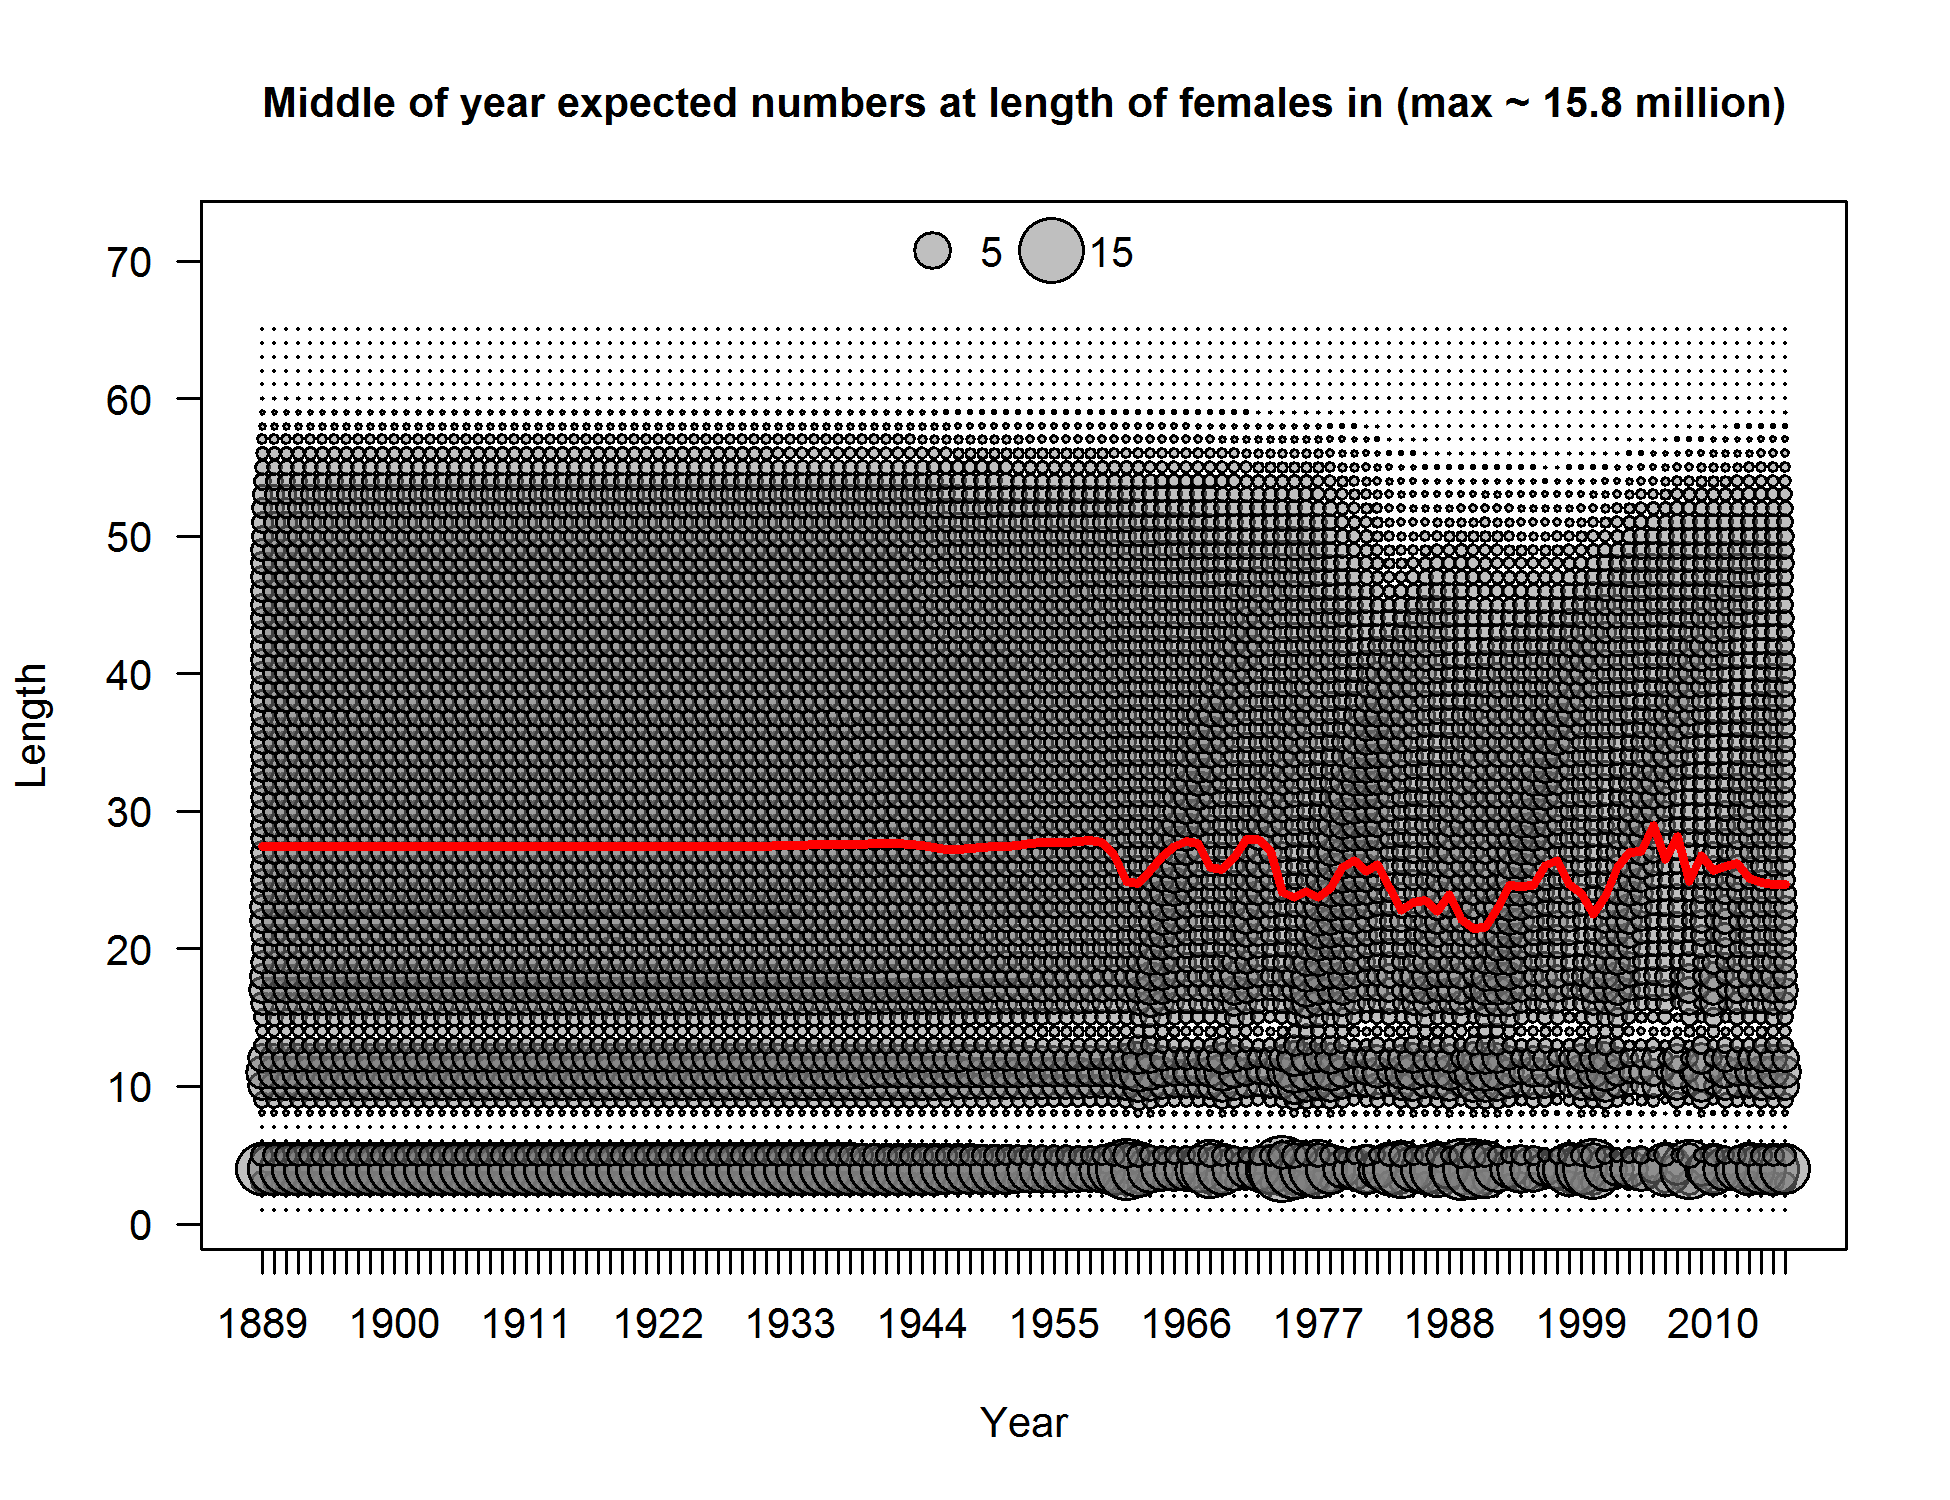 Middle of year expected numbers at length of females in (max ~ 15.8 million)
5 15
70
60
50
40
30
20
10
0
Length
1889 1900 1911 1922 1933 1944 1955 1966 1977 1988 1999 2010
Year